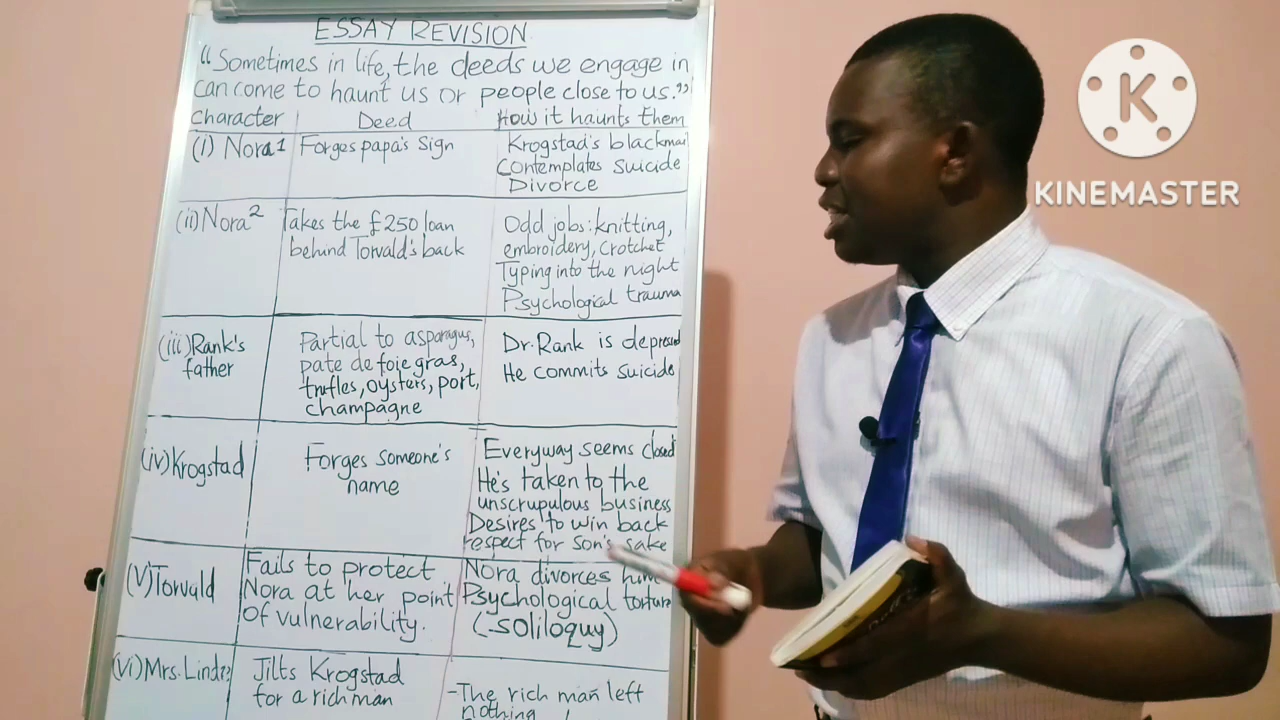 ESSAY REVISION
"Sometimes in life, the deeds we engage in
can come to haunt us or people close to us."
Character Deed How it haunts them
(i) Nora 1 Forges papa's sign Krogstad's blackmail
Contemplates suicide
Divorce
(ii) Nora 2 Takes the £250 loan
behind Torvald's back
Odd jobs: knitting,
embroidery, crotchet
Typing into the night
Psychological trauma
(iii) Rank's
father
Partial to asparagus,
pate de foie gras,
trufles, oysters, port,
champagne
Dr. Rank is depressed
He commits suicide
(iv) Krogstad
Forges someone's
name
Everyway seems closed
He's taken to the
unscrupulous business
Desires to win back
respect for son's sake
(V) Torvald
Fails to protect
Nora at her point
of vulnerability.
Nora divorces him
Psychological torture
(-soliloquy)
(vi) Mrs. Linde
Jilts Krogstad
for a rich man
-The rich man left
nothing
K
KINEMASTER